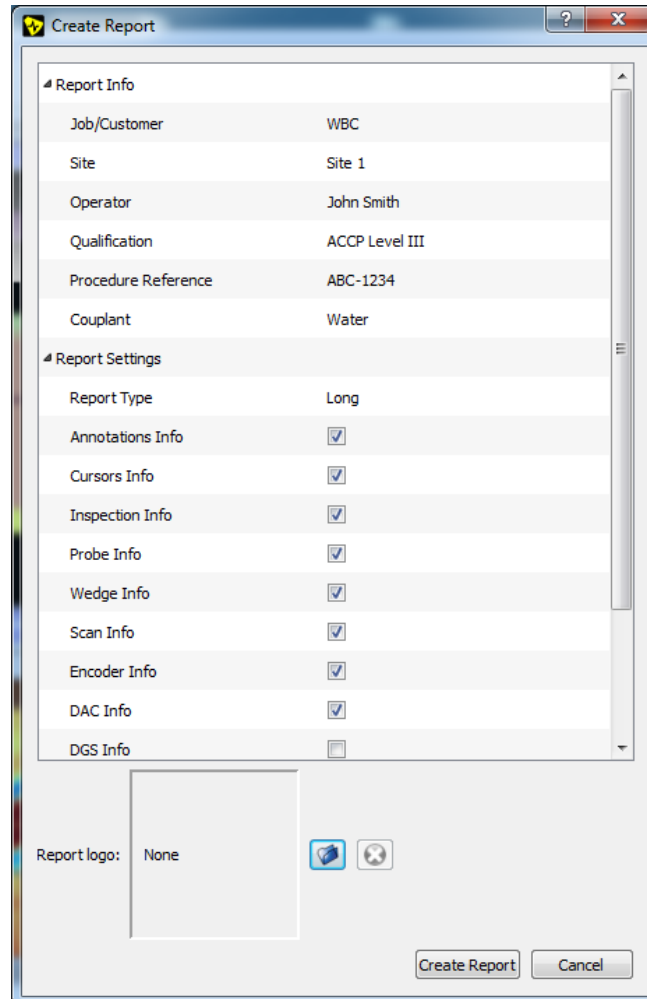 Create Report
Report Info
Job/Customer WBC
Site Site 1
Operator John Smith
Qualification ACCP Level III
Procedure Reference ABC-1234
Couplant Water
Report Settings
Report Type Long
Annotations Info
Cursors Info
Inspection Info
Probe Info
Wedge Info
Scan Info
Encoder Info
DAC Info
DGS Info
Report logo: None
Create Report Cancel